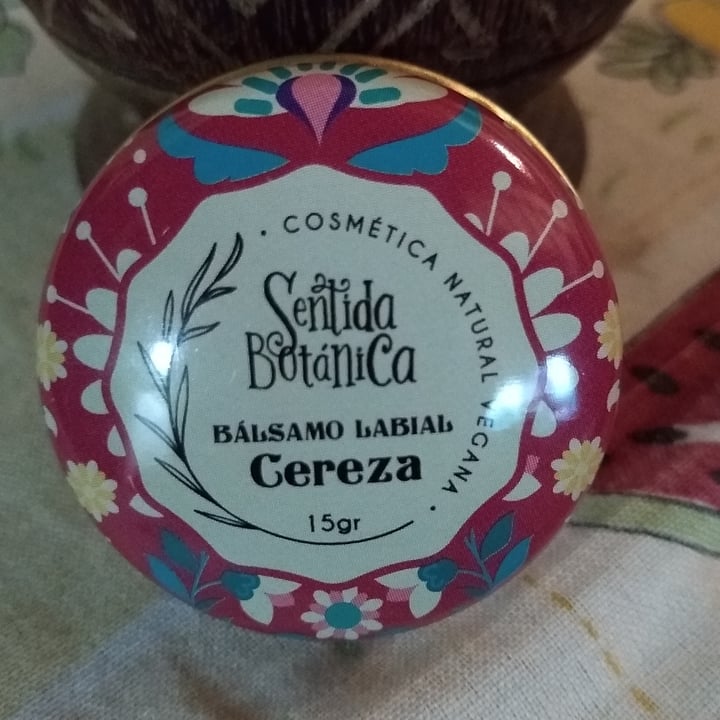 COSMÉTICA NATURAL VEGANA
Sentida
Botánica
BÁLSAMO LABIAL
Cereza
15gr